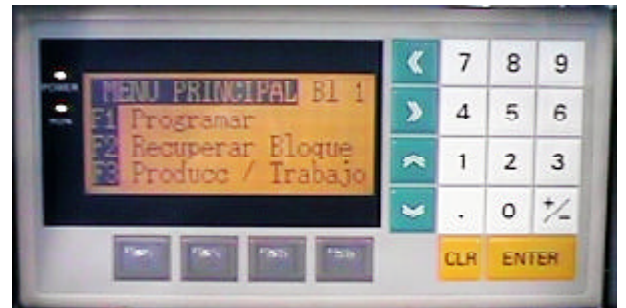 POWER
MENU PRINCIPAL Bl 1
F1 Programar
F2 Recuperar Bloque
F3 Producc / Trabajo
7 8 9
4 5 6
1 2 3
. 0 +/-
CLR ENTER